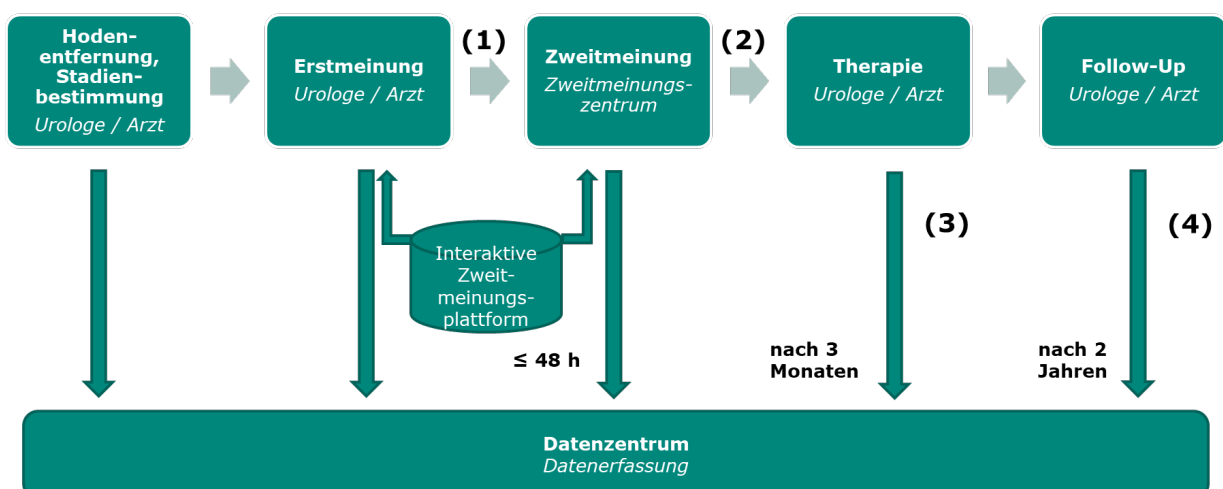 Hoden-
entfernung,
Stadien-
bestimmung
Urologe / Arzt
Erstmeinung
Urologe / Arzt
(1)
Zweitmeinung
Zweitmeinungs-
zentrum
(2)
Therapie
Urologe / Arzt
Follow-Up
Urologe / Arzt
Interaktive
Zweit-
meinungs-
plattform
(3)
(4)
≤ 48 h
nach 3
Monaten
nach 2
Jahren
Datenzentrum
Datenerfassung